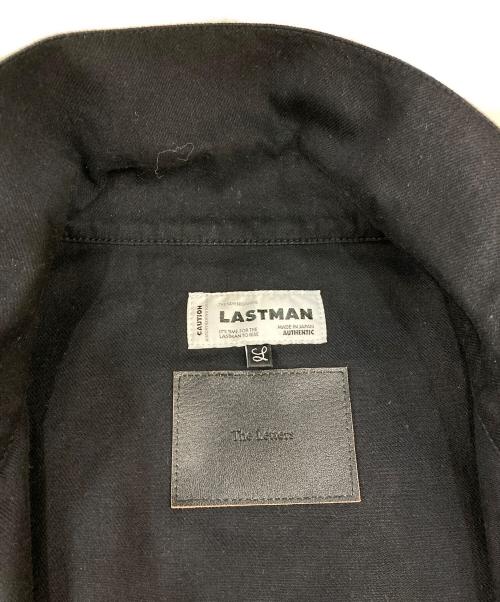 CAUTION
LASTMAN
IT'S TIME FOR THE
LASTMAN TO RISE
MADE IN JAPAN
AUTHENTIC
The Letters